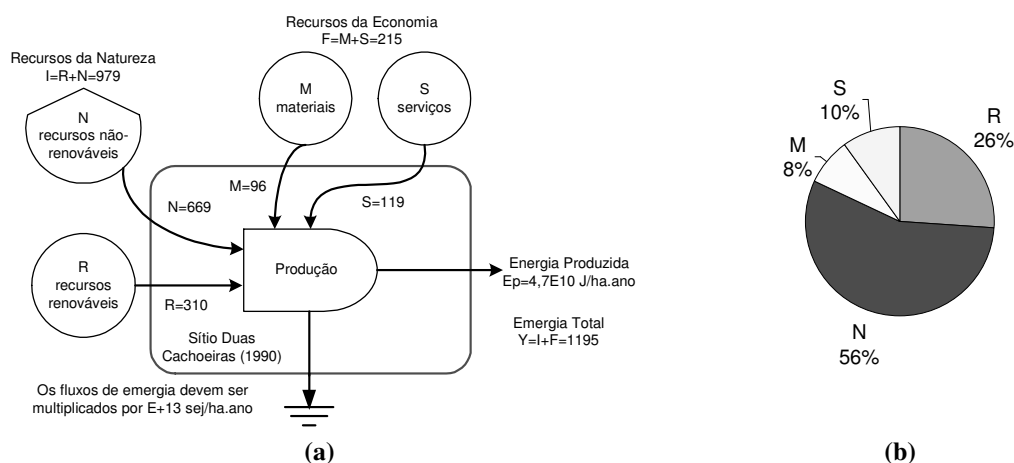 Recursos da Economia
F=M+S=215
Recursos da Natureza
I=R+N=979
N
recursos não-
renováveis
M
materiais
S
serviços
M=96
S=119
N=669
R
recursos
renováveis
R=310
Produção
Energia Produzida
Ep=4,7E10 J/ha.ano
Emergia Total
Y=I+F=1195
Sítio Duas
Cachoeiras (1990)
Os fluxos de emergia devem ser
multiplicados por E+13 sej/ha.ano
(a)
S
10%
R
26%
M
8%
N
56%
(b)